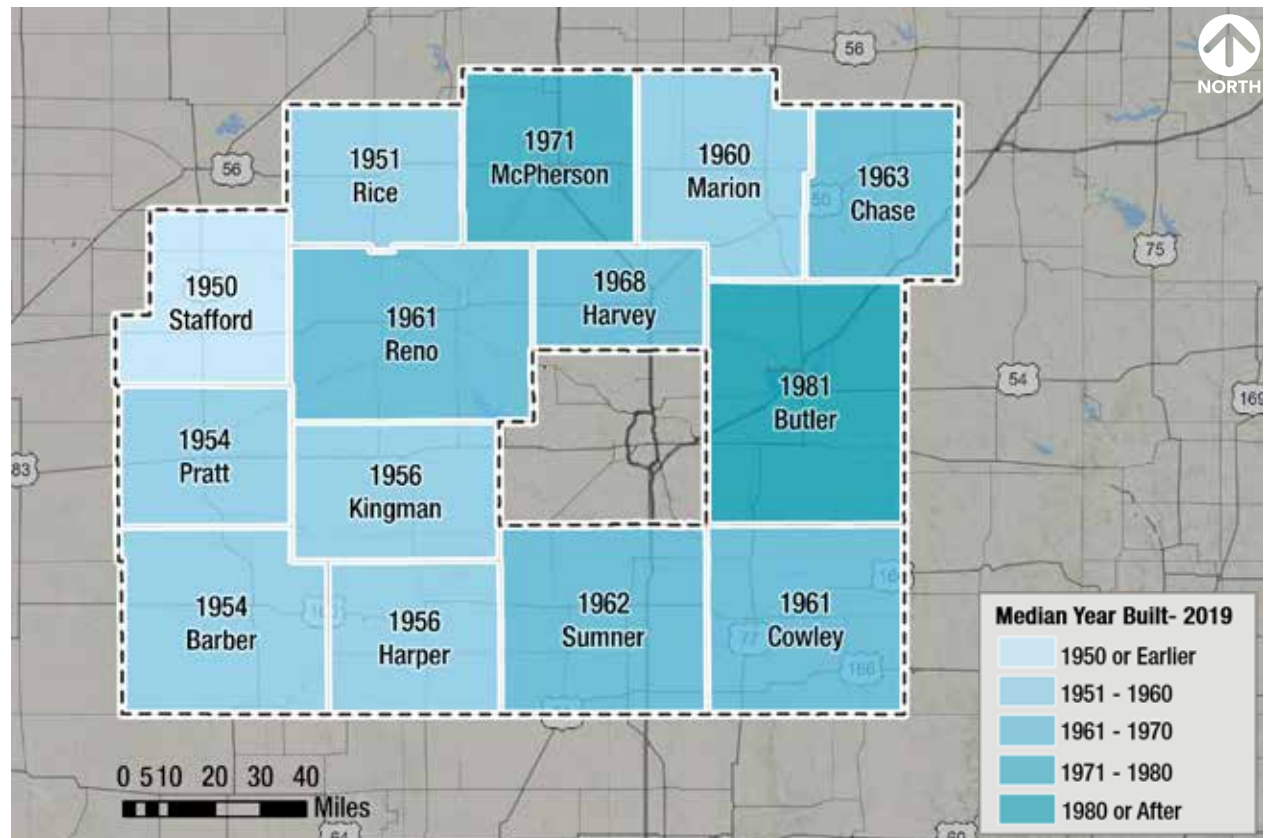 56
NORTH
1971
McPherson
1960
Marion
1951
Rice
1963
Chase
56
50
75
1950
Stafford
1968
Harvey
1961
Reno
54
169
1981
Butler
1954
Pratt
1956
Kingman
83
1954
Barber
1956
Harper
1962
Sumner
1961
Cowley
77
166
Median Year Built- 2019
1950 or Earlier
1951 - 1960
1961 - 1970
1971 - 1980
1980 or After
0 5 10 20 30 40
Miles